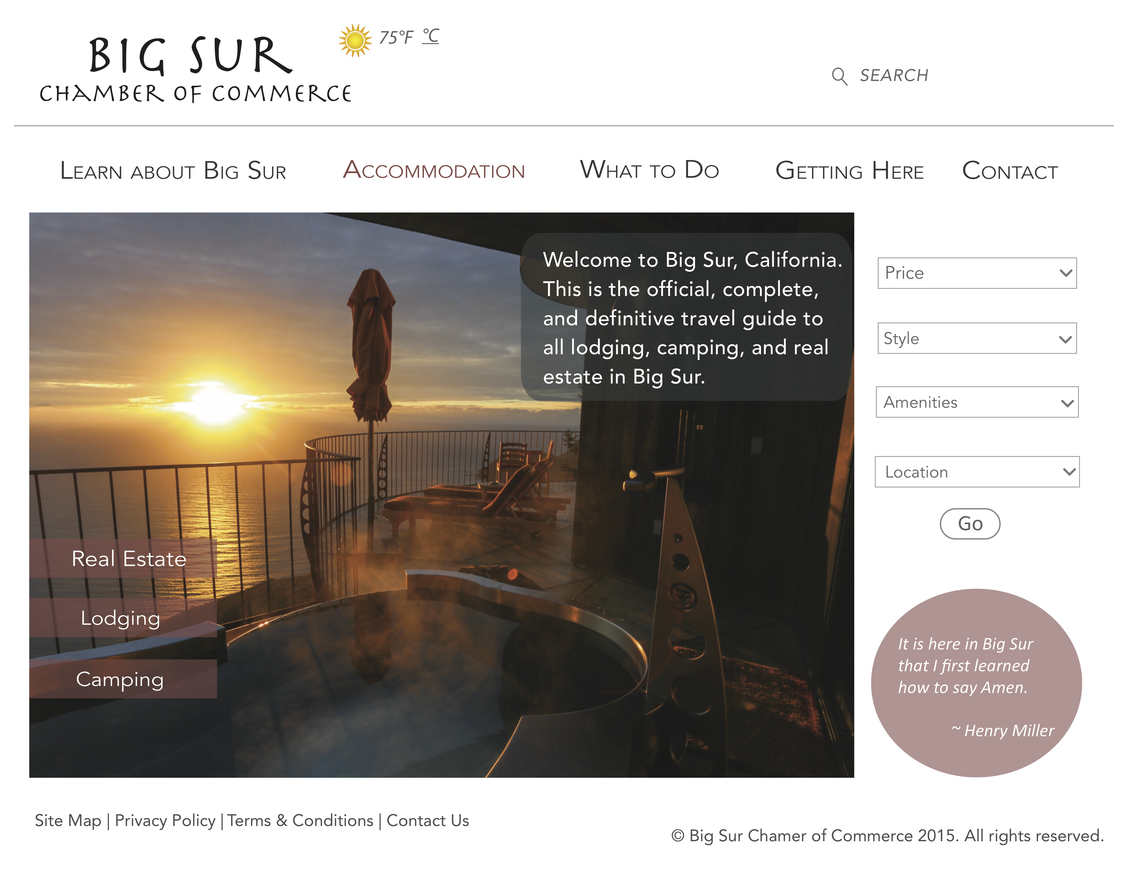 BIG SUR
CHAMBER OF COMMERCE
75°F °C
SEARCH
LEARN ABOUT BIG SUR
ACCOMMODATION
WHAT TO DO
GETTING HERE
CONTACT
Welcome to Big Sur, California.
This is the official, complete,
and definitive travel guide to
all lodging, camping, and real
estate in Big Sur.
Real Estate
Lodging
Camping
Price
Style
Amenities
Location
Go
It is here in Big Sur
that I first learned
how to say Amen.
~ Henry Miller
Site Map | Privacy Policy | Terms & Conditions | Contact Us
© Big Sur Chamer of Commerce 2015. All rights reserved.